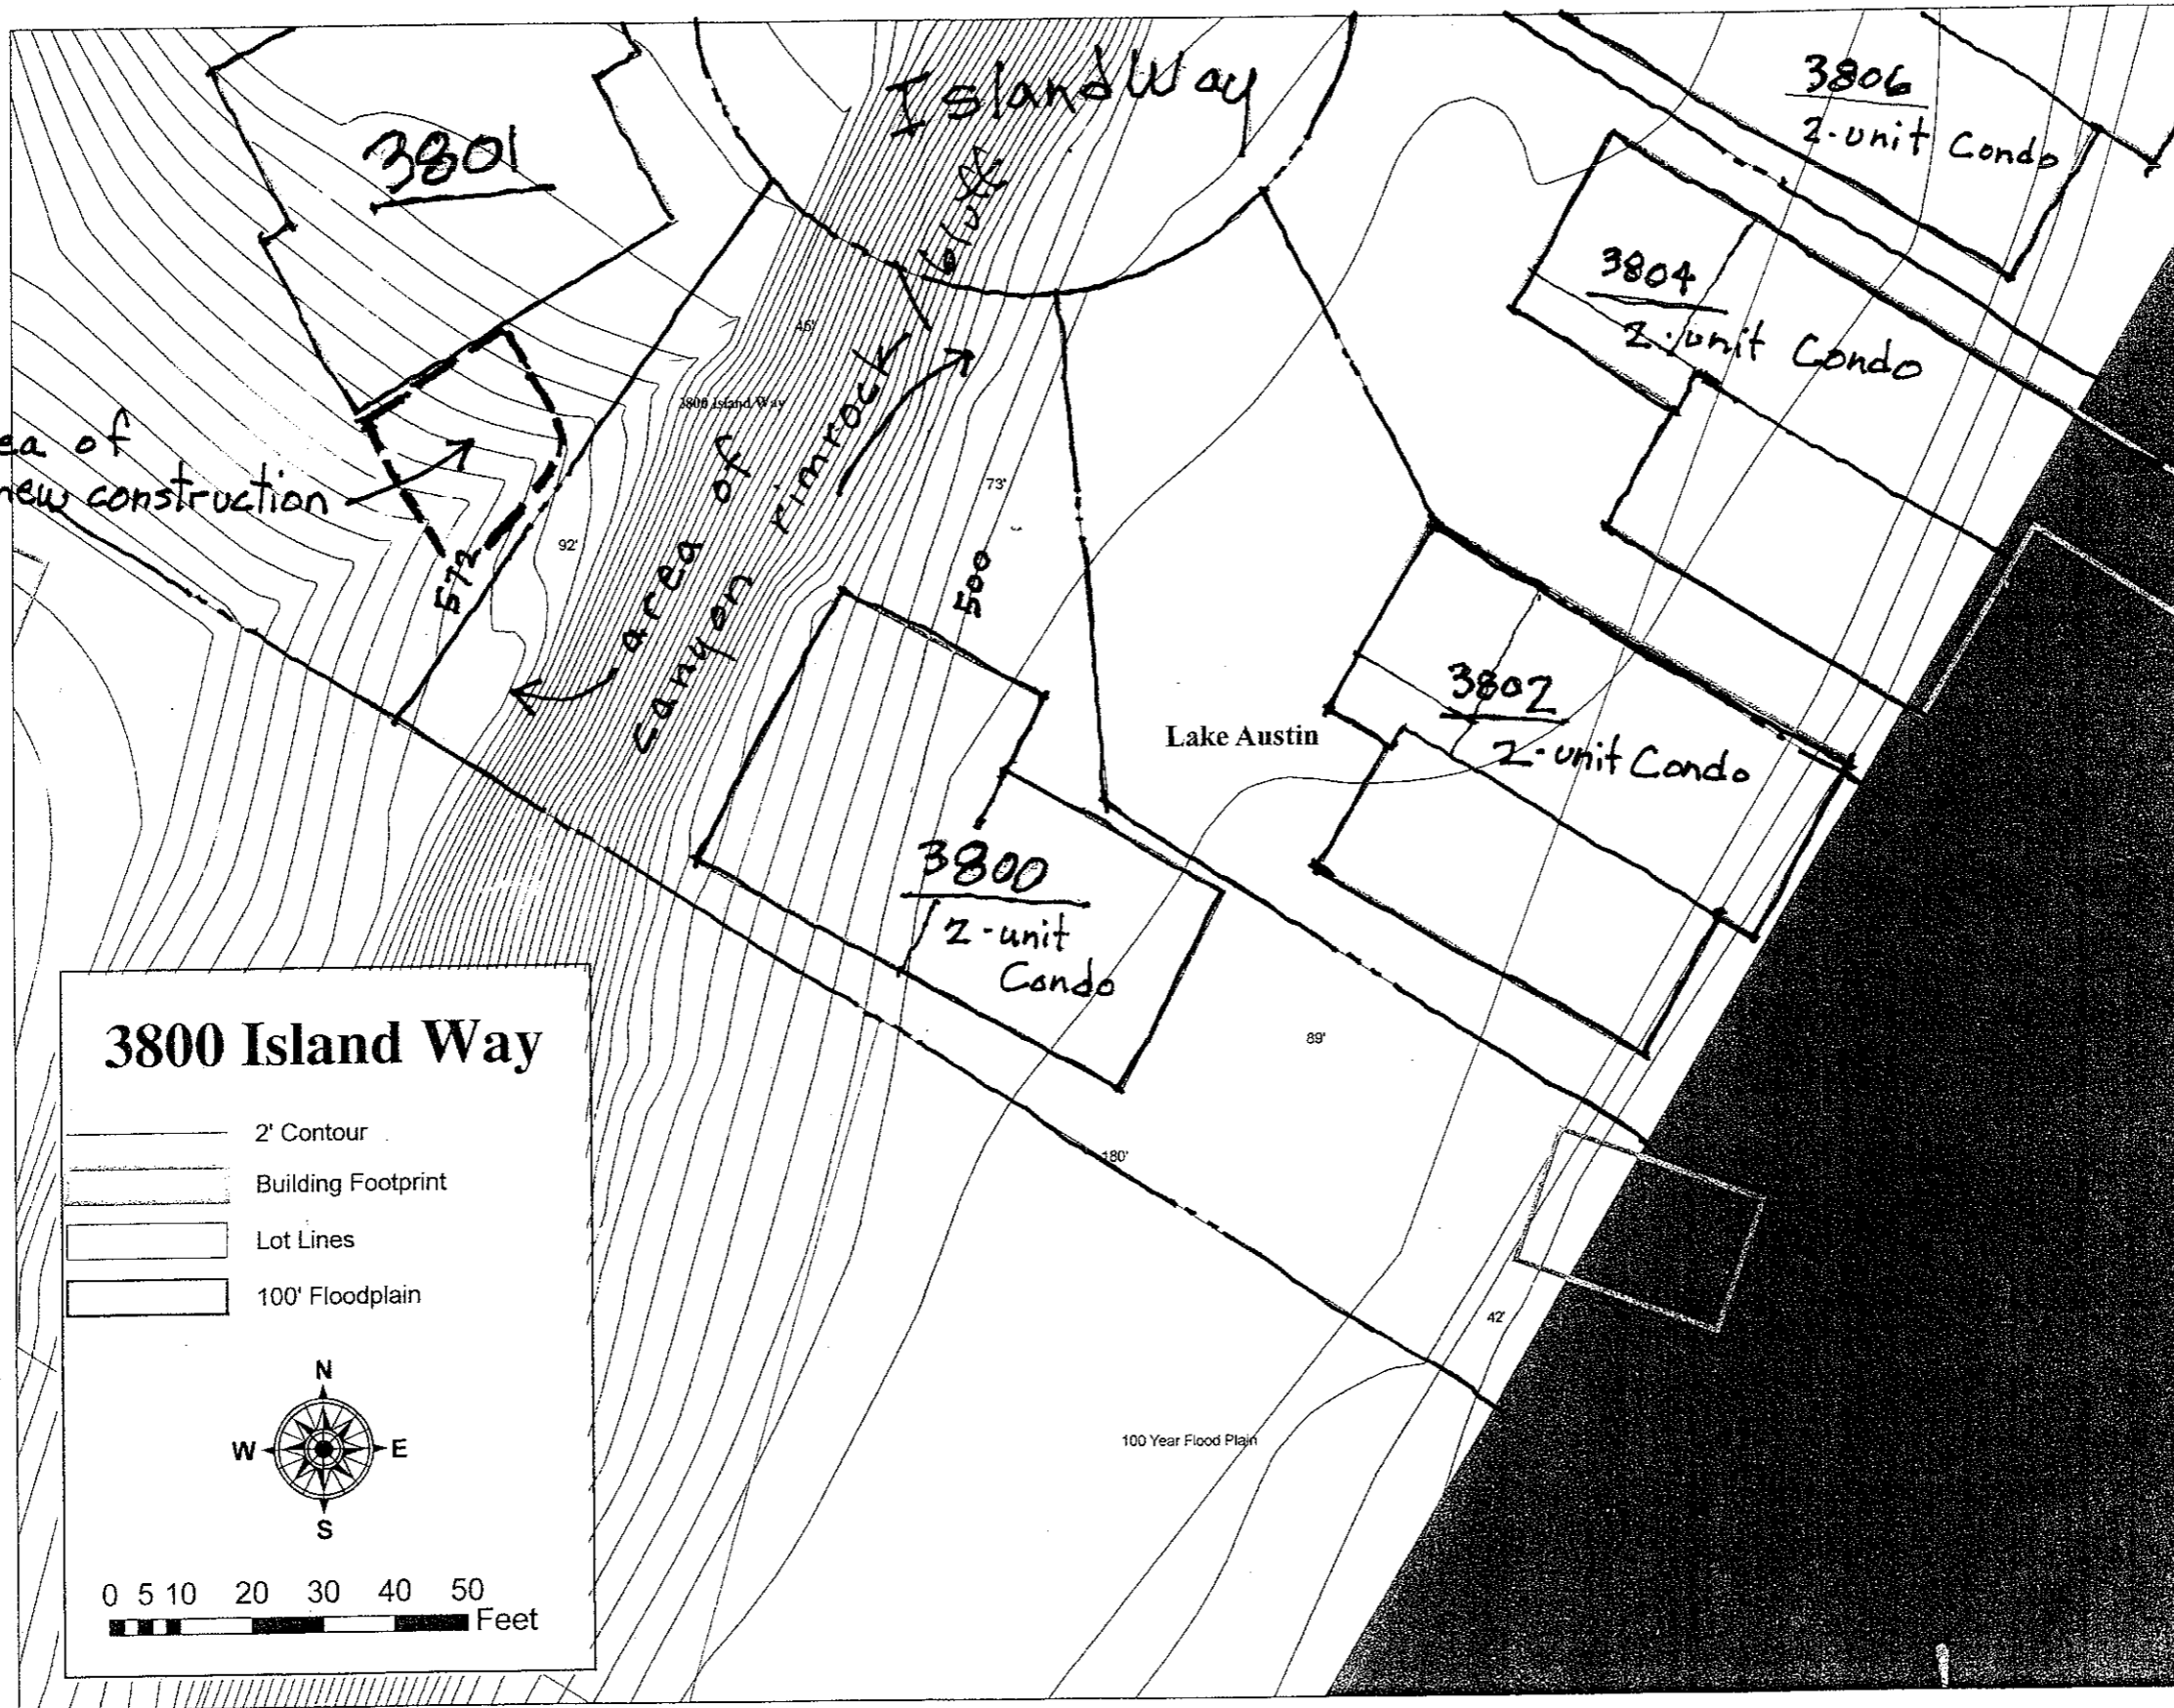 Island Way
3801
3806
2-unit Condo
3804
2-unit Condo
bluff
45'
3800 Island Way
ea of
new construction
area of
canyon rimrock
73'
92'
572
500
3802
2-unit Condo
Lake Austin
3800
2-unit
Condo
89'
180'
42'
100 Year Flood Plain
3800 Island Way
2' Contour
Building Footprint
Lot Lines
100' Floodplain
N
W E
S
0 5 10 20 30 40 50
Feet